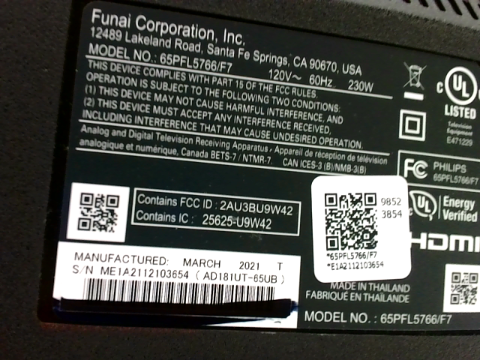 Funai Corporation, Inc.
12489 Lakeland Road, Santa Fe Springs, CA 90670, USA
MODEL NO. : 65PFL5766/F7
120V~ 60Hz 230W
THIS DEVICE COMPLIES WITH PART 15 OF THE FCC RULES.
OPERATION IS SUBJECT TO THE FOLLOWING TWO CONDITIONS:
(1) THIS DEVICE MAY NOT CAUSE HARMFUL INTERFERENCE, AND
(2) THIS DEVICE MUST ACCEPT ANY INTERFERENCE RECEIVED,
INCLUDING INTERFERENCE THAT MAY CAUSE UNDESIRED OPERATION.
Analog and Digital Television Receiving Apparatus - Appareil de réception de télévision
analogique et numérique, Canada BETS-7 / NTMR-7. CAN ICES-3 (B)/NMB-3(B)
c UL
LISTED
Television
Equipment
E471229
FC PHILIPS
65PFL5766/F7
c UL Energy
Verified
HDMI
Contains FCC ID : 2AU3BU9W42
Contains IC : 25625-U9W42
9852
3854
*65PFL5766/F7
*E1A2112103654
MANUFACTURED: MARCH 2021 T
S/N ME1A2112103654 (AD181UT-65UB)
MADE IN THAILAND
FABRIQUÉ EN THAÏLANDE
MODEL NO. : 65PFL5766/F7